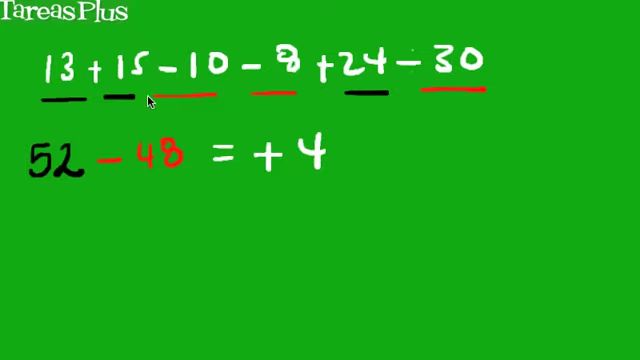 TareasPlus
13 + 15 - 10 - 8 + 24 - 30
52 - 48 = + 4